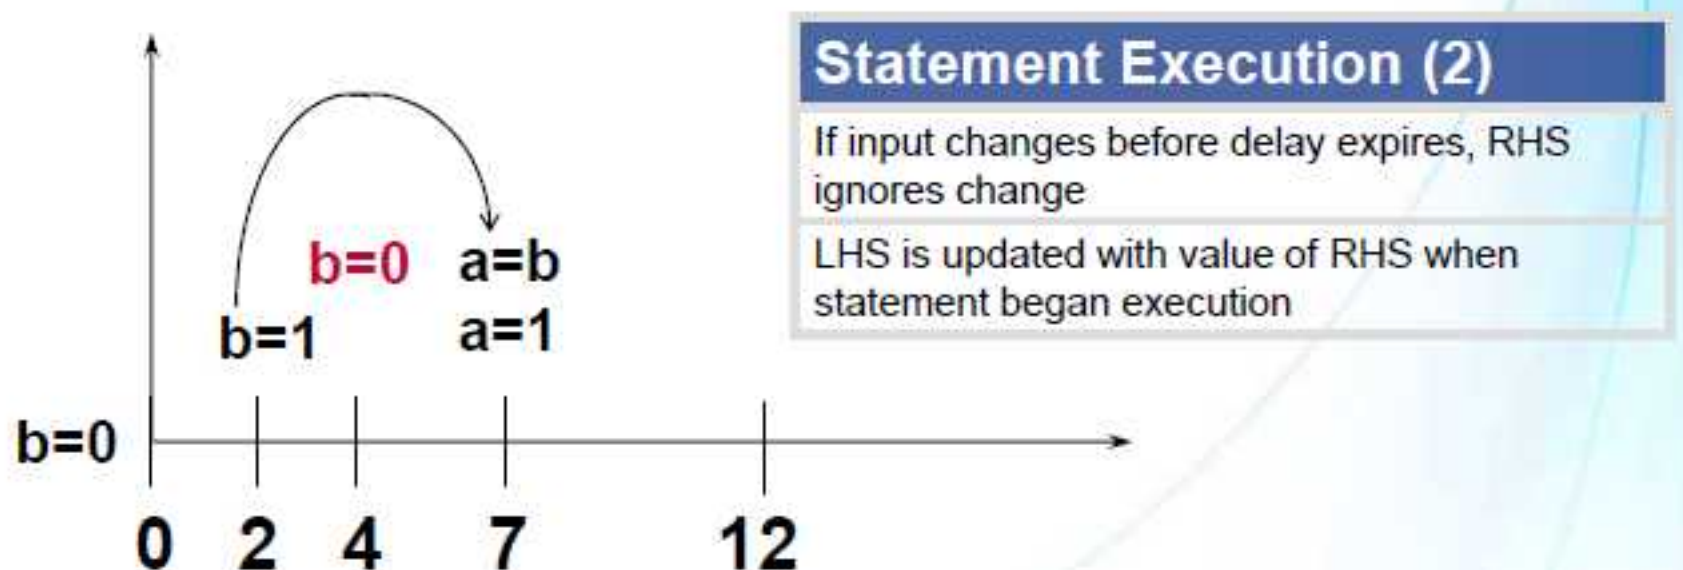 Statement Execution (2)
If input changes before delay expires, RHS
ignores change
LHS is updated with value of RHS when
statement began execution
b=0 a=b
b=1 a=1
b=0
0 2 4 7 12